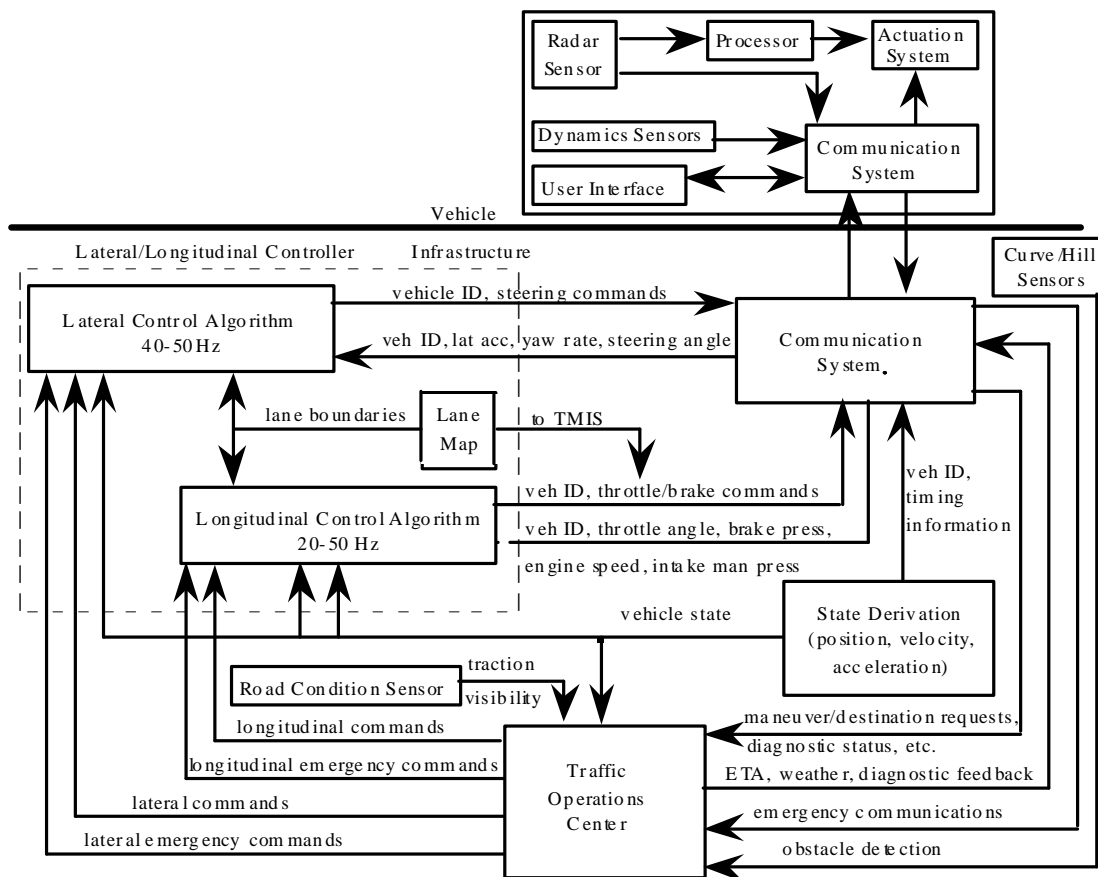 Radar
Sensor
Processor
Actuation
System
Dynamics Sensors
Communication
System
User Interface
Vehicle
Lateral/Longitudinal Controller
Infrastructure
Curve/Hill
Sensors
Lateral Control Algorithm
40-50Hz
vehicle ID, steering commands
veh ID, lat acc, yaw rate, steering angle
Communication
System
lane boundaries
Lane
Map
to TMIS
veh ID,
timing
information
Longitudinal Control Algorithm
20-50 Hz
veh ID, throttle/brake commands
veh ID, throttle angle, brake press,
engine speed, intake man press
vehicle state
State Derivation
(position, velocity,
acceleration)
Road Condition Sensor
traction
visibility
longitudinal commands
longitudinal emergency commands
lateral commands
lateral emergency commands
Traffic
Operations
Center
maneuver/destination requests,
diagnostic status, etc.
ETA, weather, diagnostic feedback
emergency communications
obstacle detection